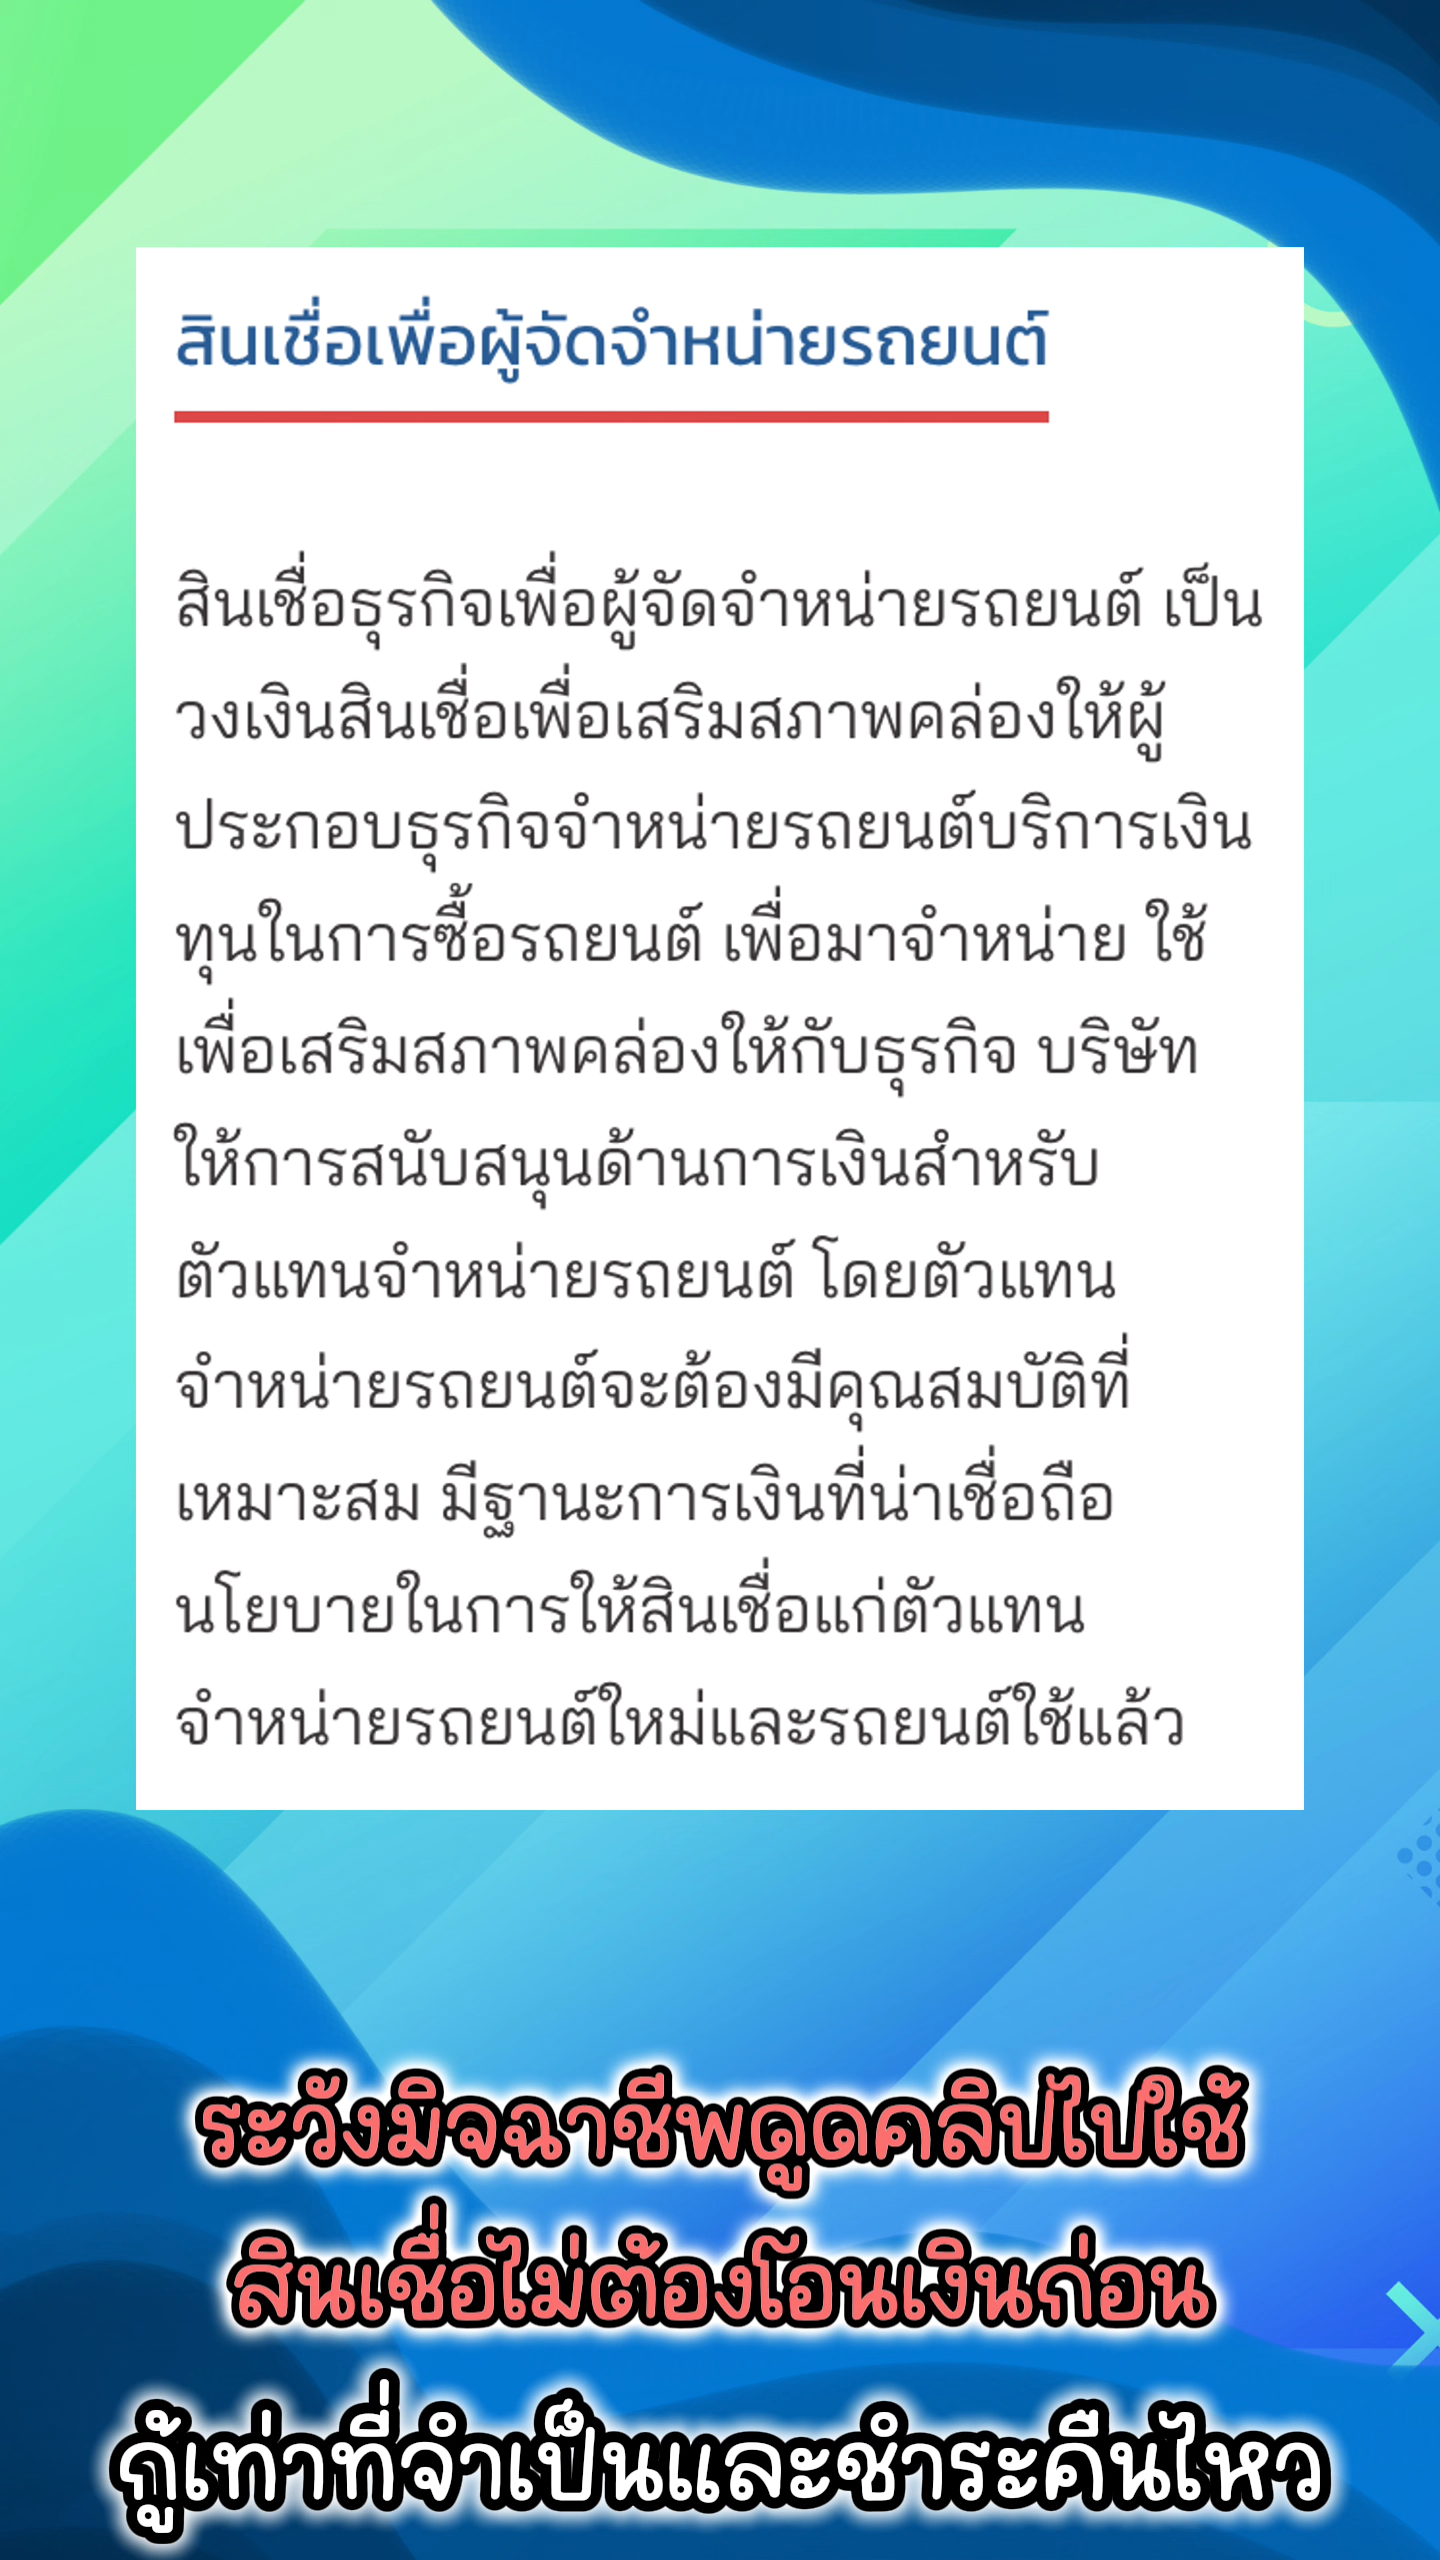 สินเชื่อเพื่อผู้จัดจำหน่ายรถยนต์
สินเชื่อธุรกิจเพื่อผู้จัดจำหน่ายรถยนต์ เป็น
วงเงินสินเชื่อเพื่อเสริมสภาพคล่องให้ผู้
ประกอบธุรกิจจำหน่ายรถยนต์บริการเงิน
ทุนในการซื้อรถยนต์ เพื่อมาจำหน่าย ใช้
เพื่อเสริมสภาพคล่องให้กับธุรกิจ บริษัท
ให้การสนับสนุนด้านการเงินสำหรับ
ตัวแทนจำหน่ายรถยนต์ โดยตัวแทน
จำหน่ายรถยนต์จะต้องมีคุณสมบัติที่
เหมาะสม มีฐานะการเงินที่น่าเชื่อถือ
นโยบายในการให้สินเชื่อแก่ตัวแทน
จำหน่ายรถยนต์ใหม่และรถยนต์ใช้แล้ว
ระวังมิจฉาชีพดูดคลิปไปใช้
สินเชื่อไม่ต้องโอนเงินก่อน
กู้เท่าที่จำเป็นและชำระคืนไหว